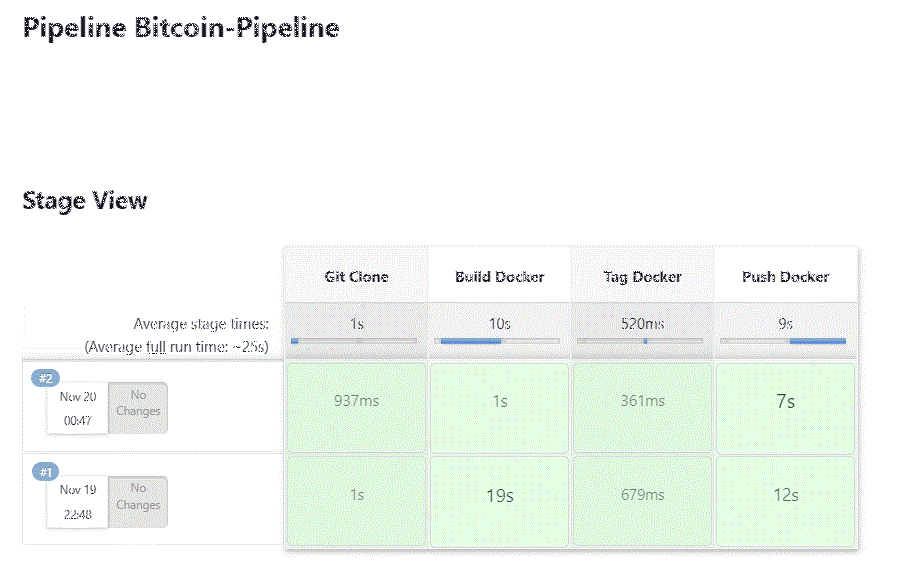 Pipeline Bitcoin-Pipeline
Stage View
Git Clone Build Docker Tag Docker Push Docker
Average stage times: 1s 10s 520ms 9s
(Average full run time: ~25s)
#2
Nov 20 No
Changes
00:47
937ms 1s 361ms 7s
#1
Nov 19 No
Changes
22:48
1s 19s 679ms 12s